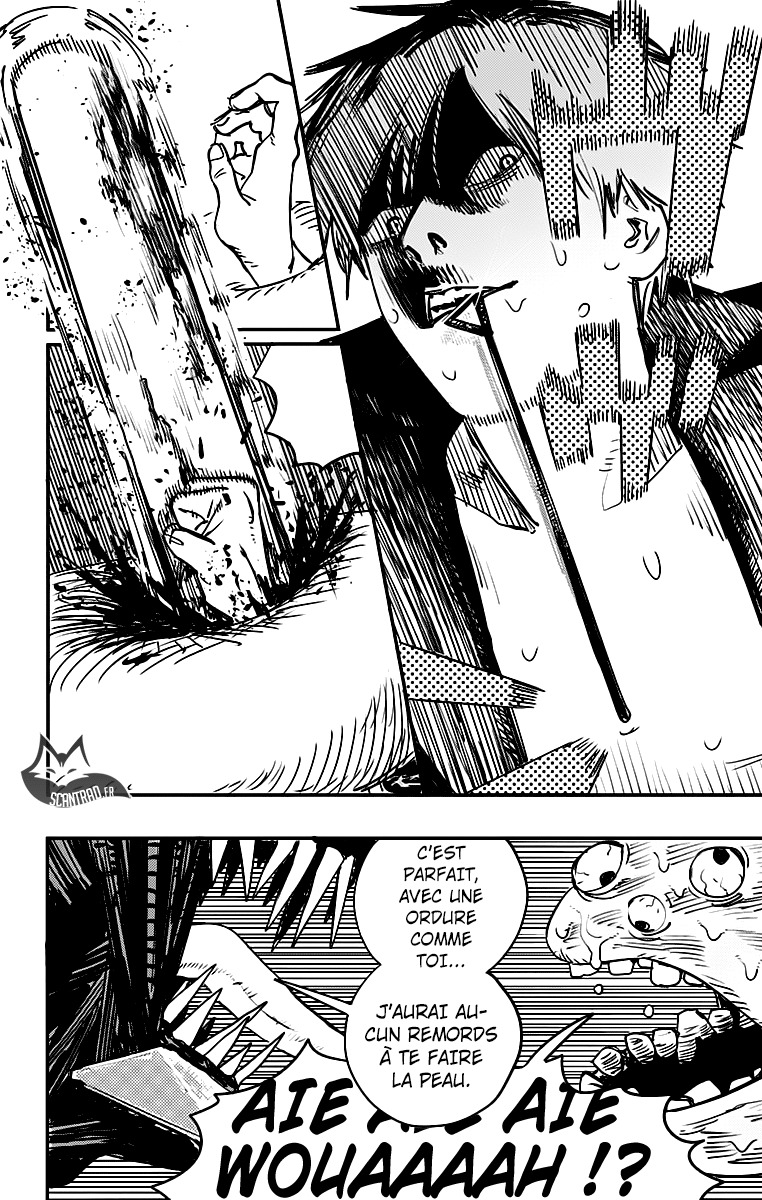 SCANTRAD.FR
C'EST
PARFAIT,
AVEC UNE
ORDURE
COMME
TOI...
J'AURAI AU-
CUN REMORDS
À TE FAIRE
LA PEAU.
AIE AIE AIE
WOUAAAAH !?